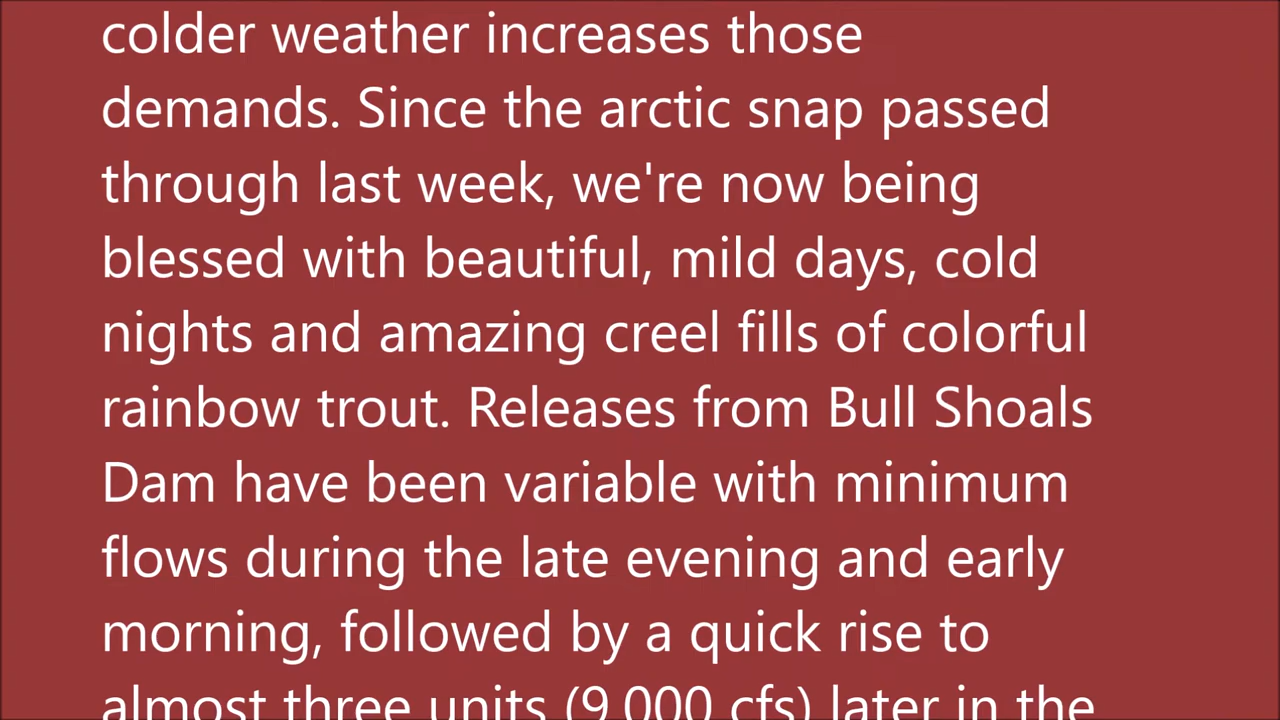 colder weather increases those
demands. Since the arctic snap passed
through last week, we're now being
blessed with beautiful, mild days, cold
nights and amazing creel fills of colorful
rainbow trout. Releases from Bull Shoals
Dam have been variable with minimum
flows during the late evening and early
morning, followed by a quick rise to
almost three units (9,000 cfs) later in the